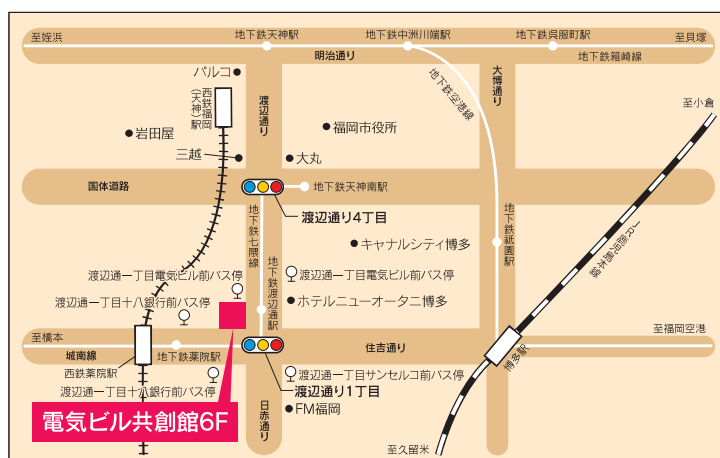 至姪浜
地下鉄天神駅
地下鉄中洲川端駅
地下鉄呉服町駅
至貝塚
明治通り
地下鉄箱崎線
パルコ
西鉄福岡
(天神)駅
渡辺通り
地下鉄空港線
大博通り
至小倉
岩田屋
福岡市役所
三越
大丸
国体道路
地下鉄天神南駅
渡辺通り4丁目
地下鉄七隈線
地下鉄祇園駅
JR鹿児島本線
キャナルシティ博多
渡辺通一丁目電気ビル前バス停
渡辺通一丁目電気ビル前バス停
地下鉄渡辺通駅
渡辺通一丁目十八銀行前バス停
ホテルニューオータニ博多
至橋本
至福岡空港
城南線
地下鉄薬院駅
住吉通り
博多駅
西鉄薬院駅
渡辺通一丁目サンセルコ前バス停
渡辺通一丁目十八銀行前バス停
渡辺通り1丁目
電気ビル共創館6F
日赤通り
FM福岡
至久留米